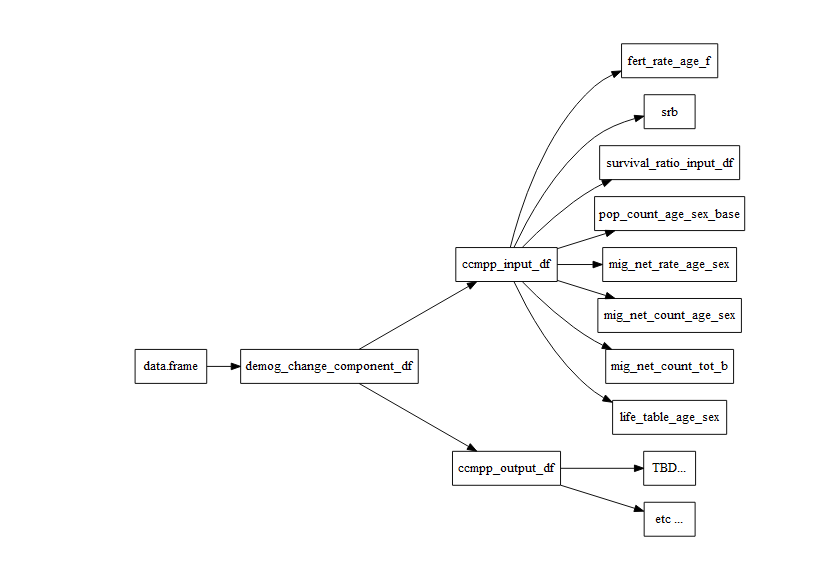 fert_rate_age_f
srb
survival_ratio_input_df
pop_count_age_sex_base
ccmpp_input_df
mig_net_rate_age_sex
mig_net_count_age_sex
data.frame
demog_change_component_df
mig_net_count_tot_b
life_table_age_sex
ccmpp_output_df
TBD...
etc ...